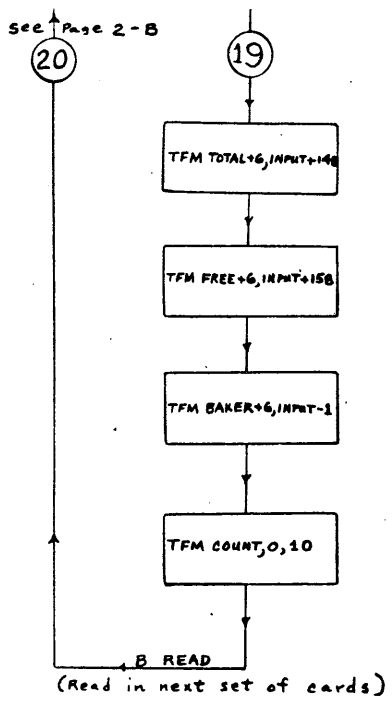 See Page 2-B
20
19
TFM TOTAL+6, INPUT+148
TFM FREE+6, INPUT+158
TFM BAKER+6, INPUT-1
TFM COUNT, 0, 10
B READ
(Read in next set of cards)